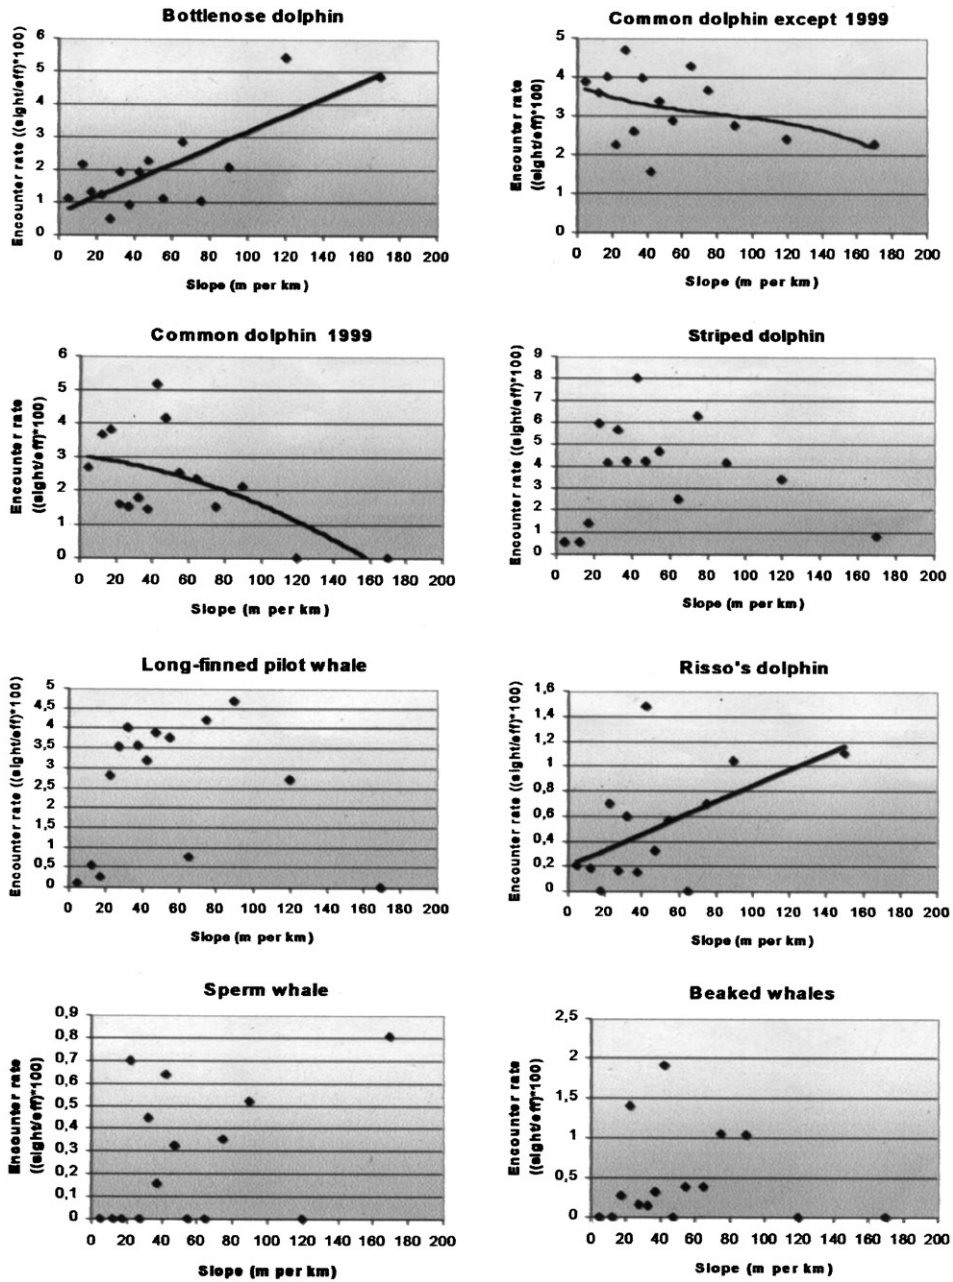 Bottlenose dolphin
Encounter rate ((sight/eff)*100)
6
5
4
3
2
1
0
0 20 40 60 80 100 120 140 160 180 200
Slope (m per km)
Common dolphin except 1999
Encounter rate
((sight/eff)*100)
5
4
3
2
1
0
0 20 40 60 80 100 120 140 160 180 200
Slope (m per km)
Common dolphin 1999
Encounter rate
((sight/eff)*100)
6
5
4
3
2
1
0
0 20 40 60 80 100 120 140 160 180 200
Slope (m per km)
Striped dolphin
Encounter rate ((sight/eff)*100)
9
8
7
6
5
4
3
2
1
0
0 20 40 60 80 100 120 140 160 180 200
Slope (m per km)
Long-finned pilot whale
Encounter rate ((sight/eff)*100)
5
4,5
4
3,5
3
2,5
2
1,5
1
0,5
0
0 20 40 60 80 100 120 140 160 180 200
Slope (m per km)
Risso's dolphin
Encounter rate ((sight/eff)*100)
1,6
1,4
1,2
1
0,8
0,6
0,4
0,2
0
0 20 40 60 80 100 120 140 160 180 200
Slope (m per km)
Sperm whale
Encounter rate
((sight/eff)*100)
0,9
0,8
0,7
0,6
0,5
0,4
0,3
0,2
0,1
0
0 20 40 60 80 100 120 140 160 180 200
Slope (m per km)
Beaked whales
Encounter rate
((sight/eff)*100)
2,5
2
1,5
1
0,5
0
0 20 40 60 80 100 120 140 160 180 200
Slope (m per km)